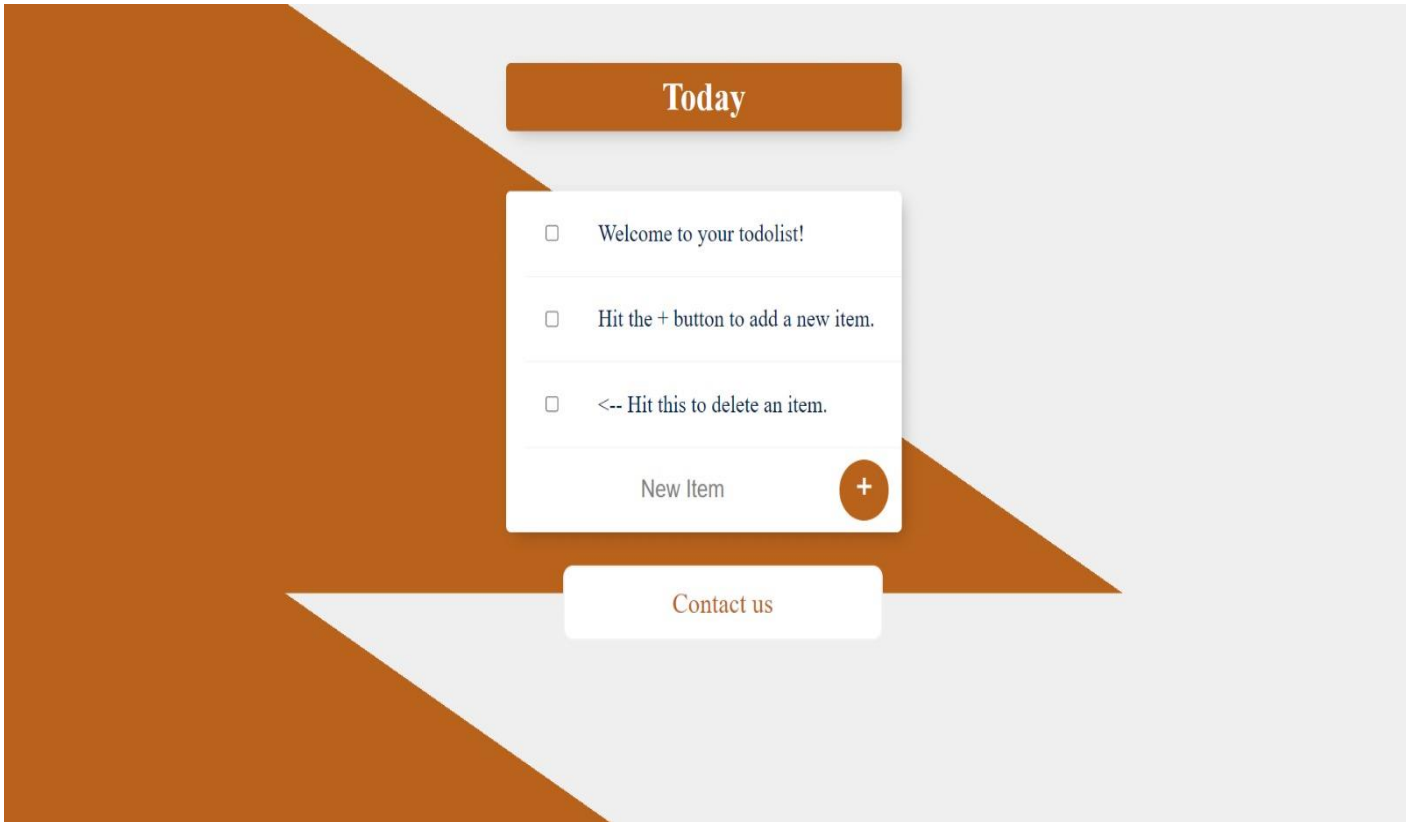 Today
Welcome to your todolist!
Hit the + button to add a new item.
<-- Hit this to delete an item.
New Item
+
Contact us